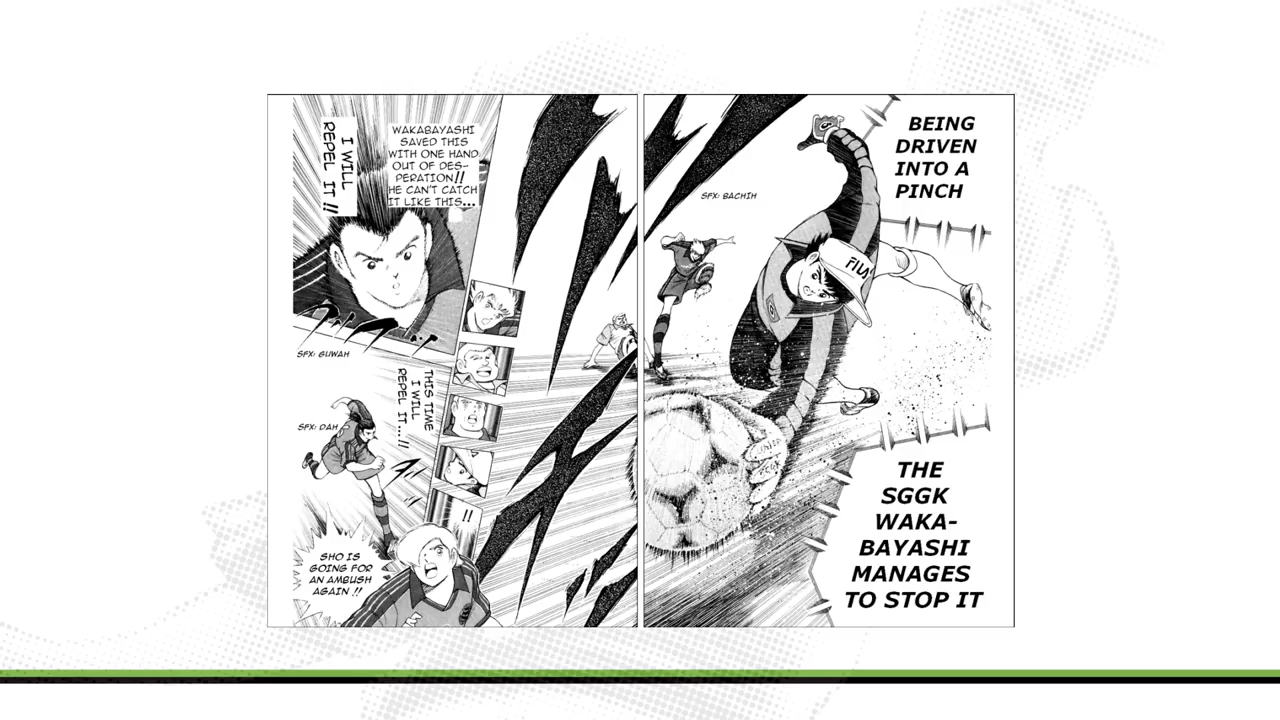 BEING
DRIVEN
INTO A
PINCH
SFX: BACHIH
FILA
THE
SGGK
WAKA-
BAYASHI
MANAGES
TO STOP IT
WAKABAYASHI
SAVED THIS
WITH ONE HAND
OUT OF DES-
PERATION!!
HE CAN'T CATCH
IT LIKE THIS...
I WILL
REPEL IT!!
SFX: GUWAH
THIS TIME
I WILL
REPEL IT...!!
SFX: DAH
!!
SHO IS
GOING FOR
AN AMBUSH
AGAIN!!